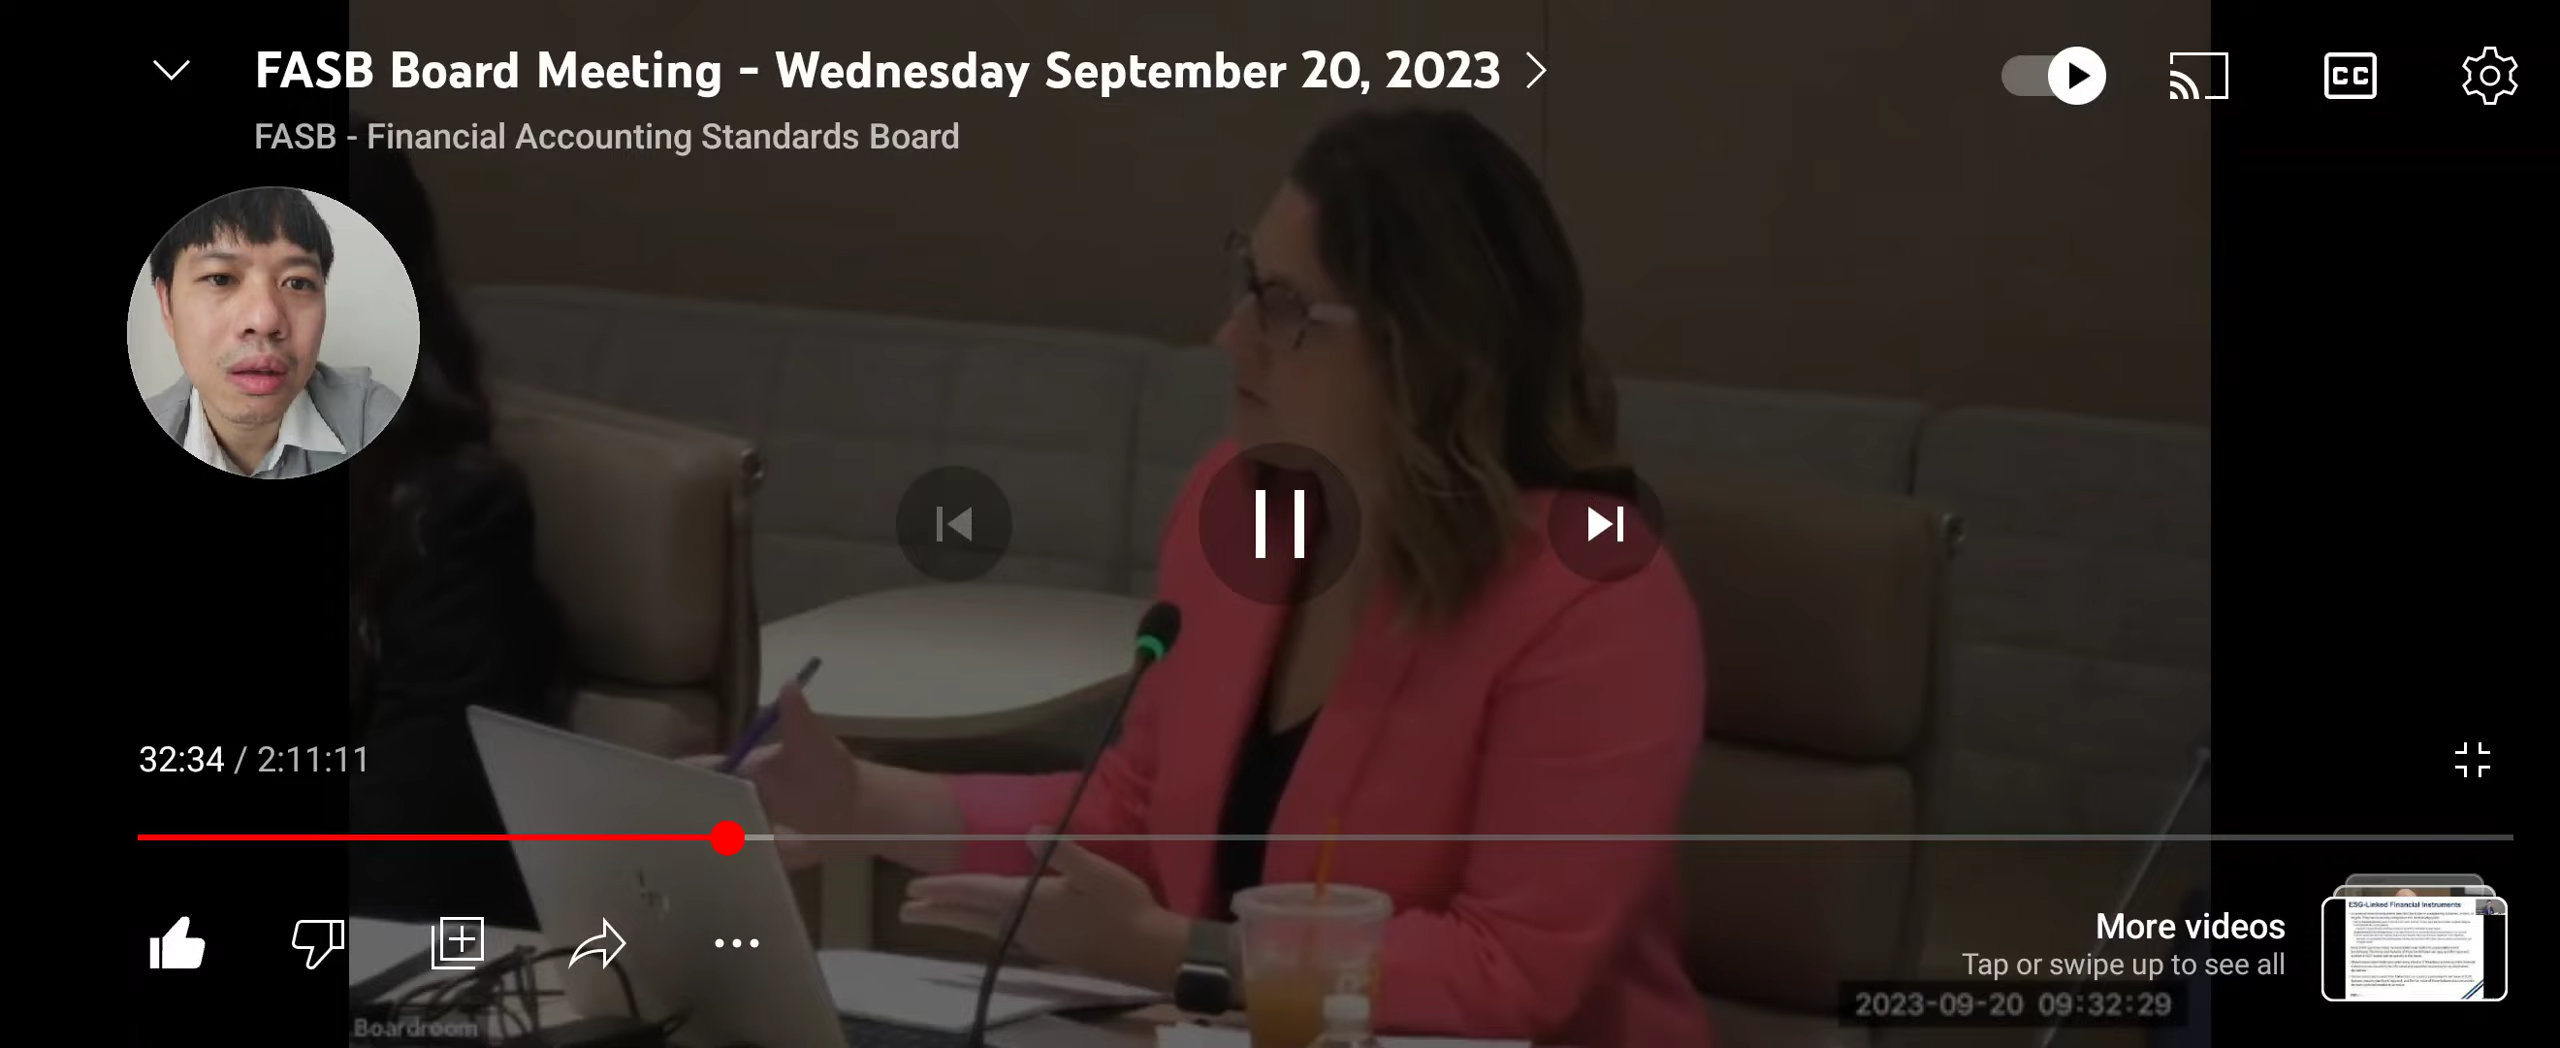 FASB Board Meeting - Wednesday September 20, 2023
FASB - Financial Accounting Standards Board
CC
32:34 / 2:11:11
More videos
Tap or swipe up to see all
ESG-Linked Financial Instruments
2023-09-20 09:32:29
Boardroom